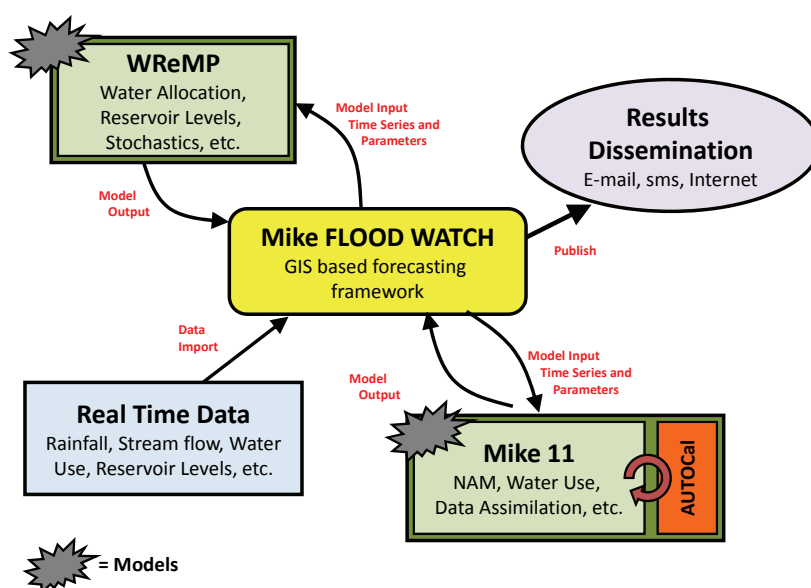 WReMP
Water Allocation,
Reservoir Levels,
Stochastics, etc.
Model Input
Time Series and
Parameters
Results
Dissemination
E-mail, sms, Internet
Model
Output
Mike FLOOD WATCH
GIS based forecasting
framework
Publish
Data
Import
Model Input
Time Series and
Parameters
Model
Output
Real Time Data
Rainfall, Stream flow, Water
Use, Reservoir Levels, etc.
Mike 11
NAM, Water Use,
Data Assimilation, etc.
AUTOCal
= Models